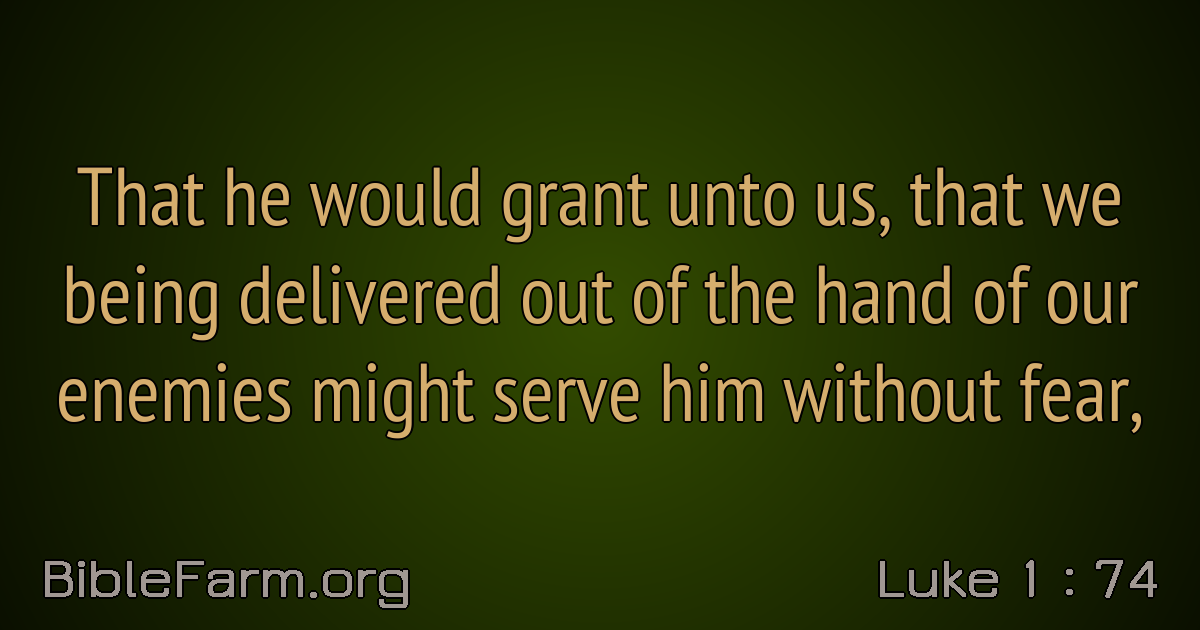 That he would grant unto us, that we
being delivered out of the hand of our
enemies might serve him without fear,
BibleFarm.org
Luke 1 : 74